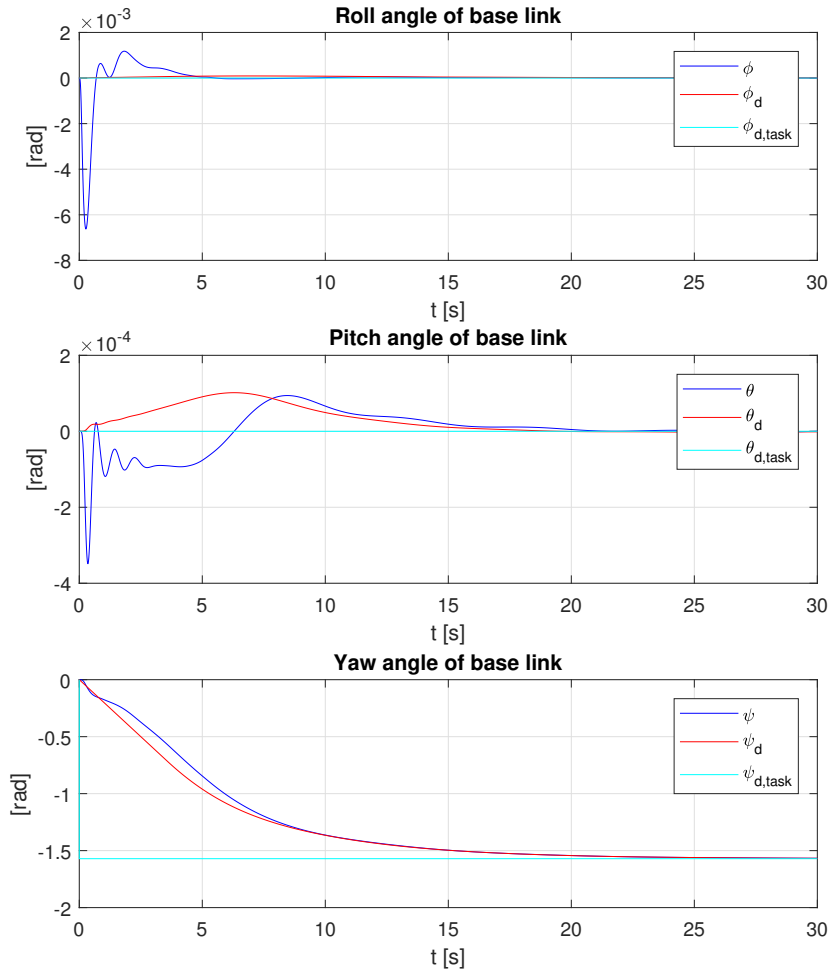 Roll angle of base link
×10⁻³
2
0
-2
-4
-6
-8
[rad]
ϕ
ϕ_d
ϕ_d,task
0 5 10 15 20 25 30
t [s]
Pitch angle of base link
×10⁻⁴
2
0
-2
-4
[rad]
θ
θ_d
θ_d,task
0 5 10 15 20 25 30
t [s]
Yaw angle of base link
0
-0.5
-1
-1.5
-2
[rad]
ψ
ψ_d
ψ_d,task
0 5 10 15 20 25 30
t [s]